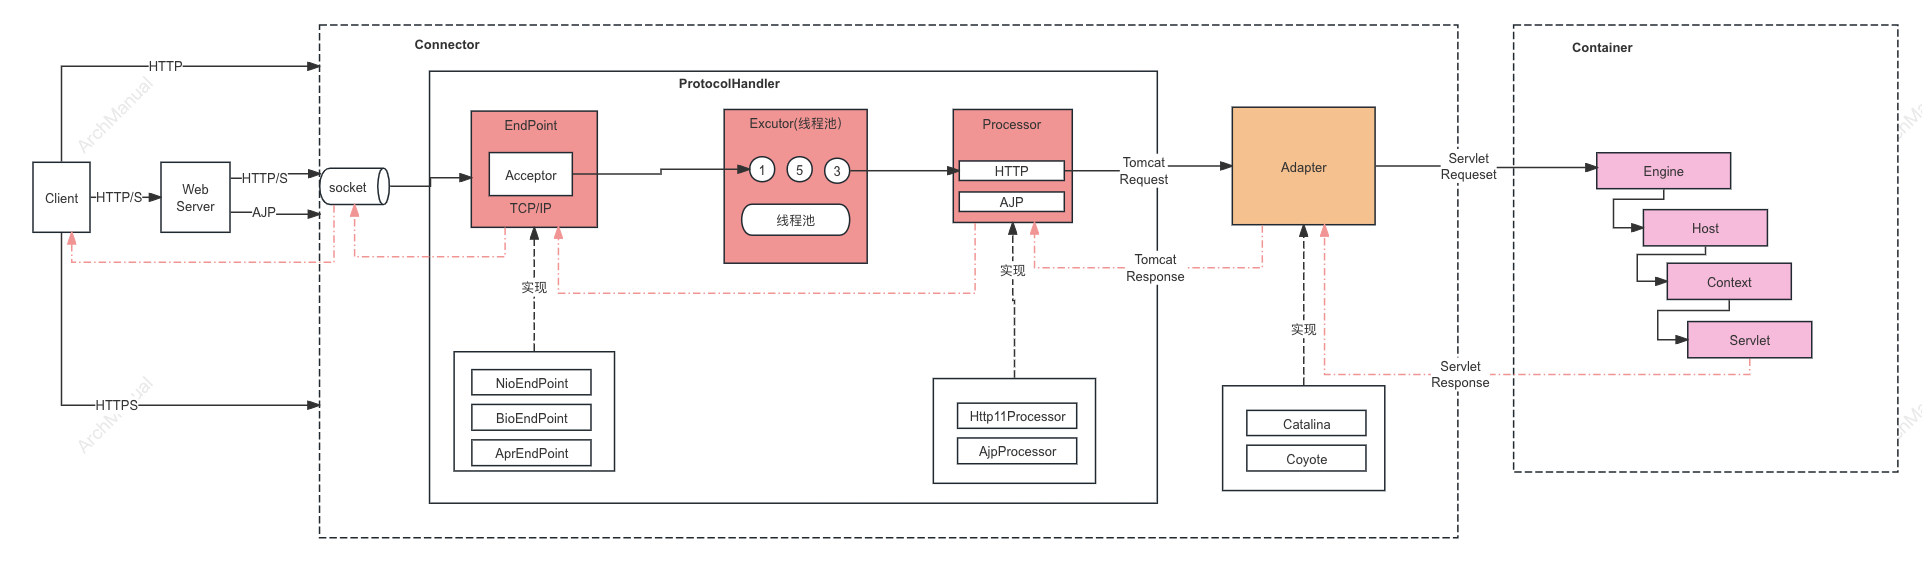 Connector
Container
HTTP
ProtocolHandler
ArchManual
EndPoint
Acceptor
TCP/IP
Excutor(线程池)
1
5
3
线程池
Processor
HTTP
AJP
Tomcat
Request
Adapter
Servlet
Requeset
Engine
Host
Context
Servlet
Client
HTTP/S
Web
Server
HTTP/S
AJP
socket
实现
实现
Tomcat
Response
实现
Servlet
Response
NioEndPoint
BioEndPoint
AprEndPoint
Http11Processor
AjpProcessor
Catalina
Coyote
HTTPS
ArchManual